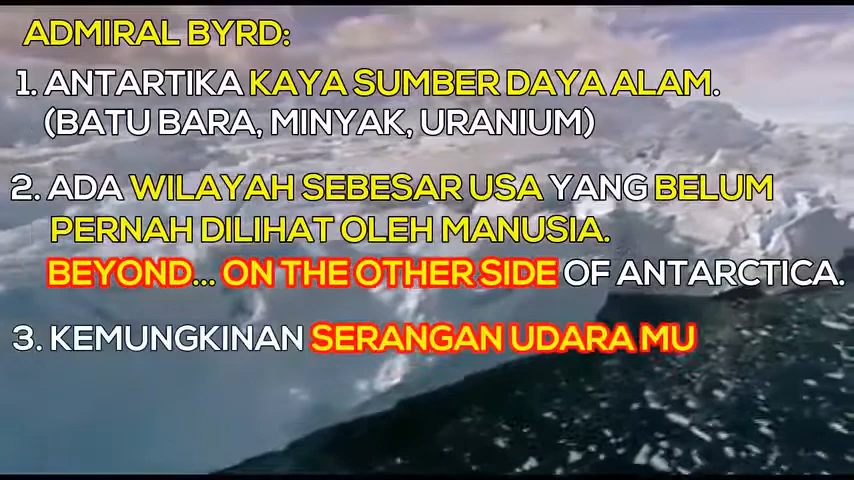 ADMIRAL BYRD:
1. ANTARTIKA KAYA SUMBER DAYA ALAM.
(BATU BARA, MINYAK, URANIUM)
2. ADA WILAYAH SEBESAR USA YANG BELUM
PERNAH DILIHAT OLEH MANUSIA.
BEYOND... ON THE OTHER SIDE OF ANTARCTICA.
3. KEMUNGKINAN SERANGAN UDARA MU